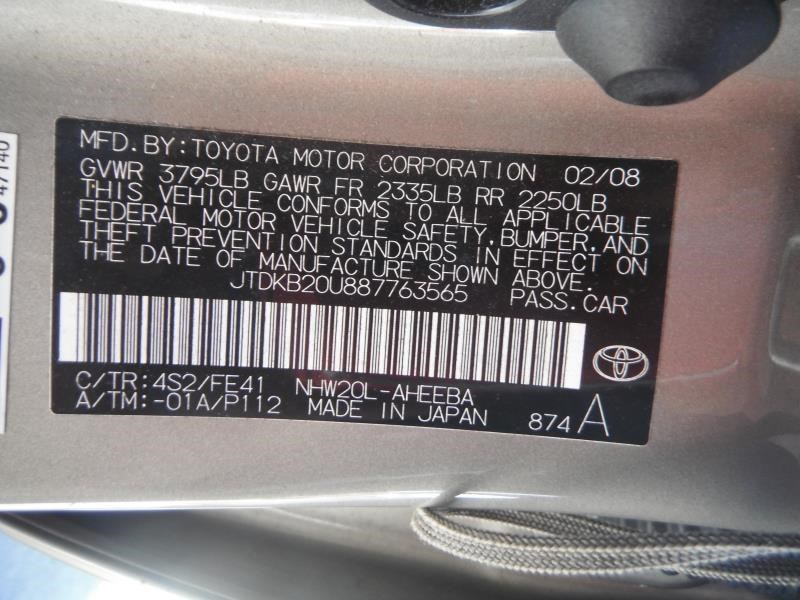 MFD.BY:TOYOTA MOTOR CORPORATION 02/08
GVWR 3795LB GAWR FR 2335LB RR 2250LB
THIS VEHICLE CONFORMS TO ALL APPLICABLE
FEDERAL MOTOR VEHICLE SAFETY,BUMPER,AND
THEFT PREVENTION STANDARDS IN EFFECT ON
THE DATE OF MANUFACTURE SHOWN ABOVE.
JTDKB20U887763565 PASS.CAR
C/TR:4S2/FE41 NHW20L-AHEEBA
A/TM:-01A/P112 MADE IN JAPAN 874A
47140